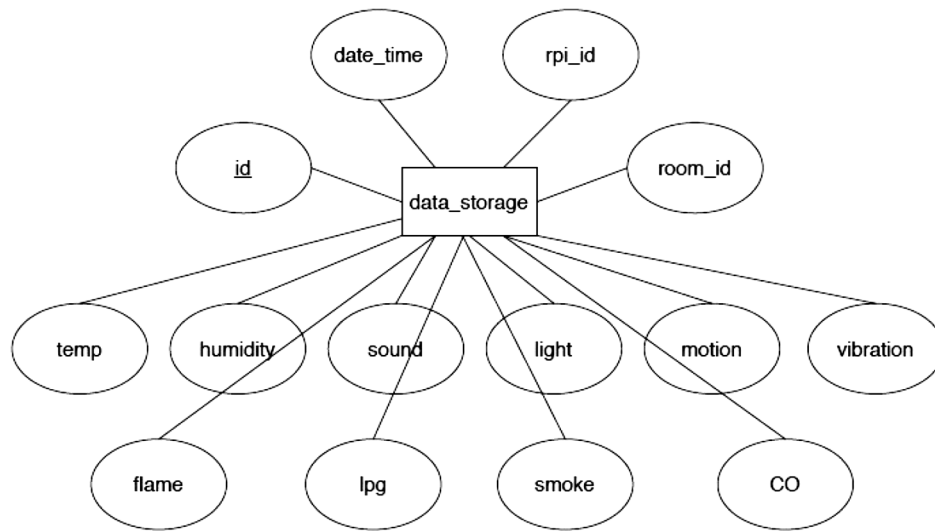 date_time
rpi_id
id
room_id
data_storage
temp
humidity
sound
light
motion
vibration
flame
lpg
smoke
CO